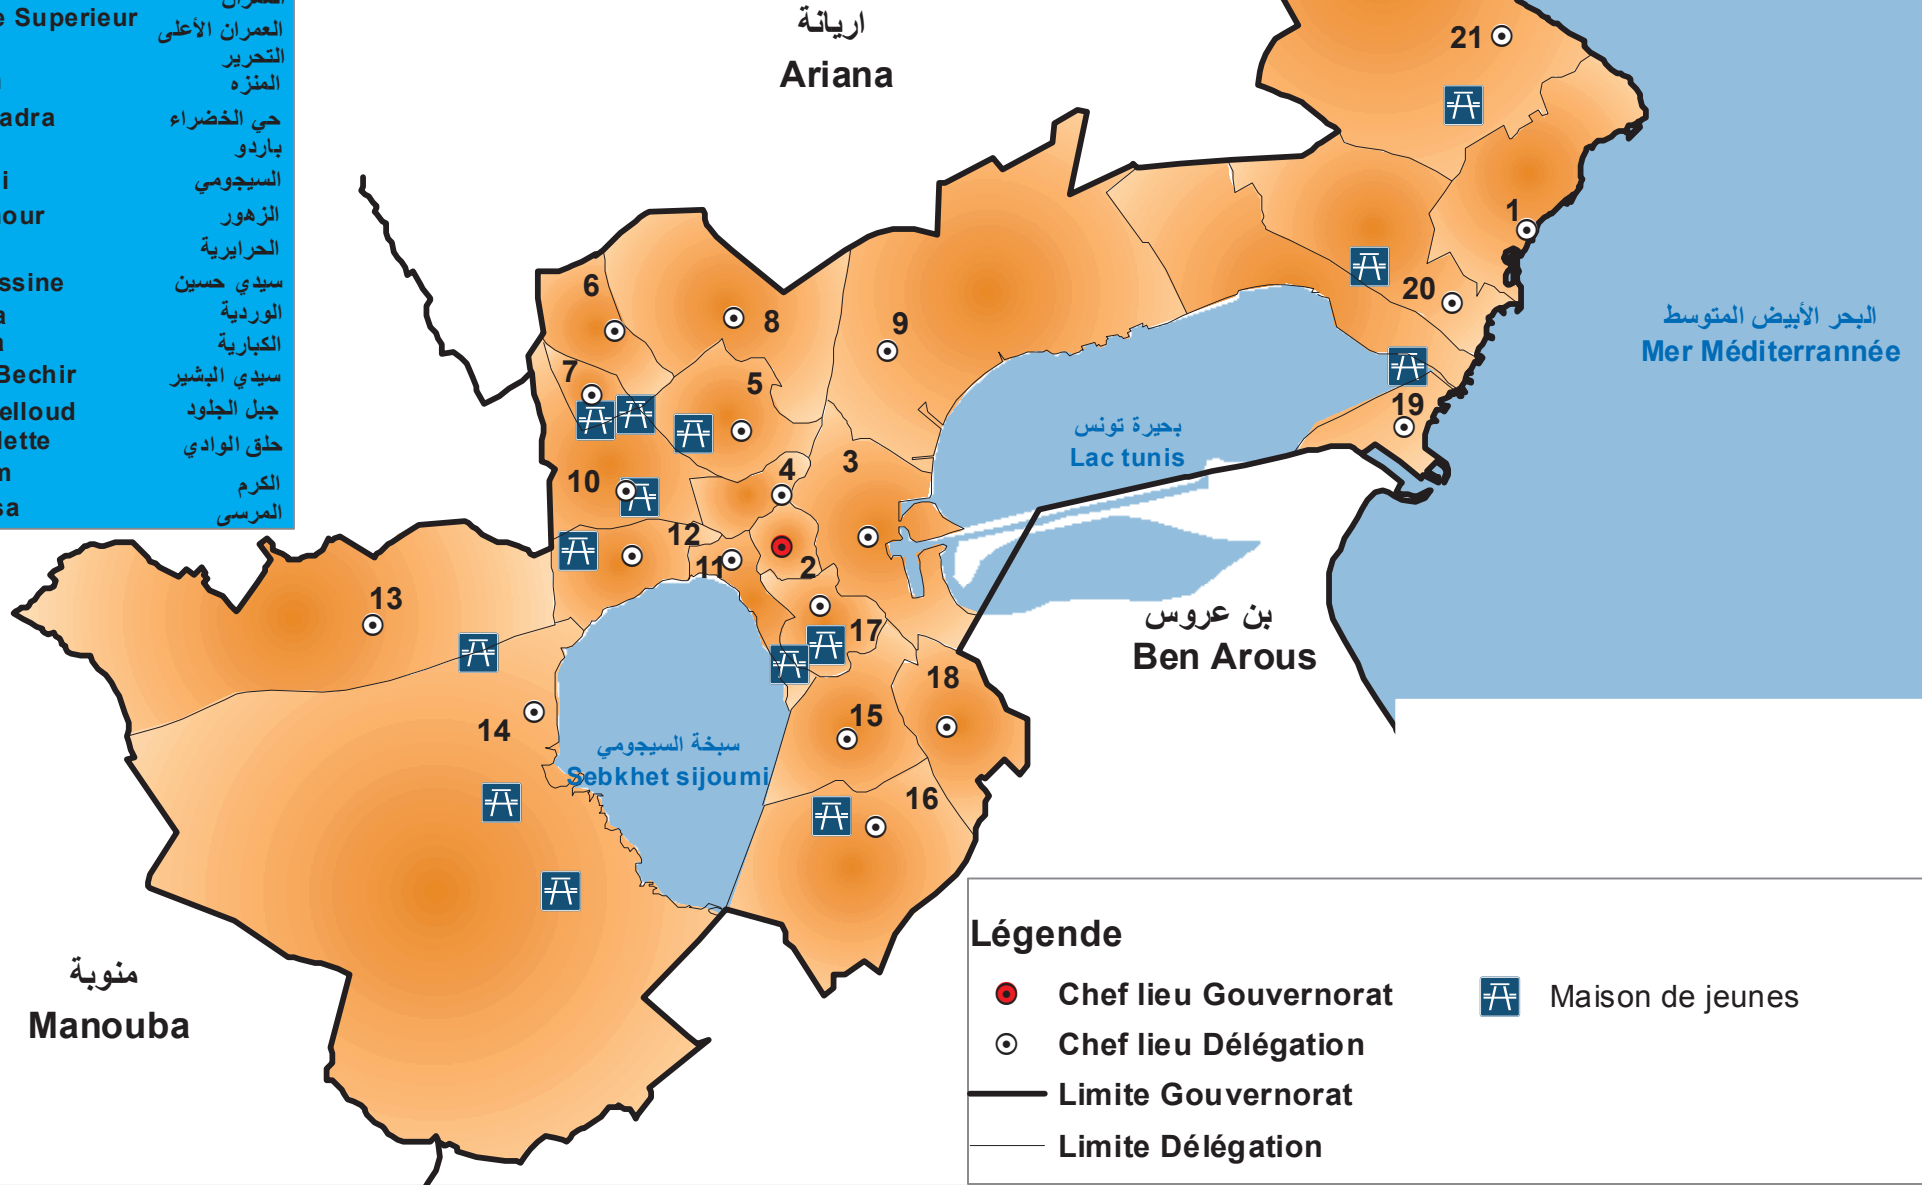 e Superieur العمران الأعلى
التحرير
المنزه
adra حي الخضراء
باردو
i السيجومي
our الزهور
الحرايرية
ssine سيدي حسين
a الوردية
a الكبارية
Bechir سيدي البشير
elloud جبل الجلود
lette حلق الوادي
m الكرم
sa المرسى
اريانة
Ariana
21
1
20
19
البحر الأبيض المتوسط
Mer Méditerrannée
بحيرة تونس
Lac tunis
6
8
9
7
5
4
3
10
12
11
2
13
17
18
14
15
16
سبخة السيجومي
Sebkhet sijoumi
بن عروس
Ben Arous
منوبة
Manouba
Légende
Chef lieu Gouvernorat
Maison de jeunes
Chef lieu Délégation
Limite Gouvernorat
Limite Délégation